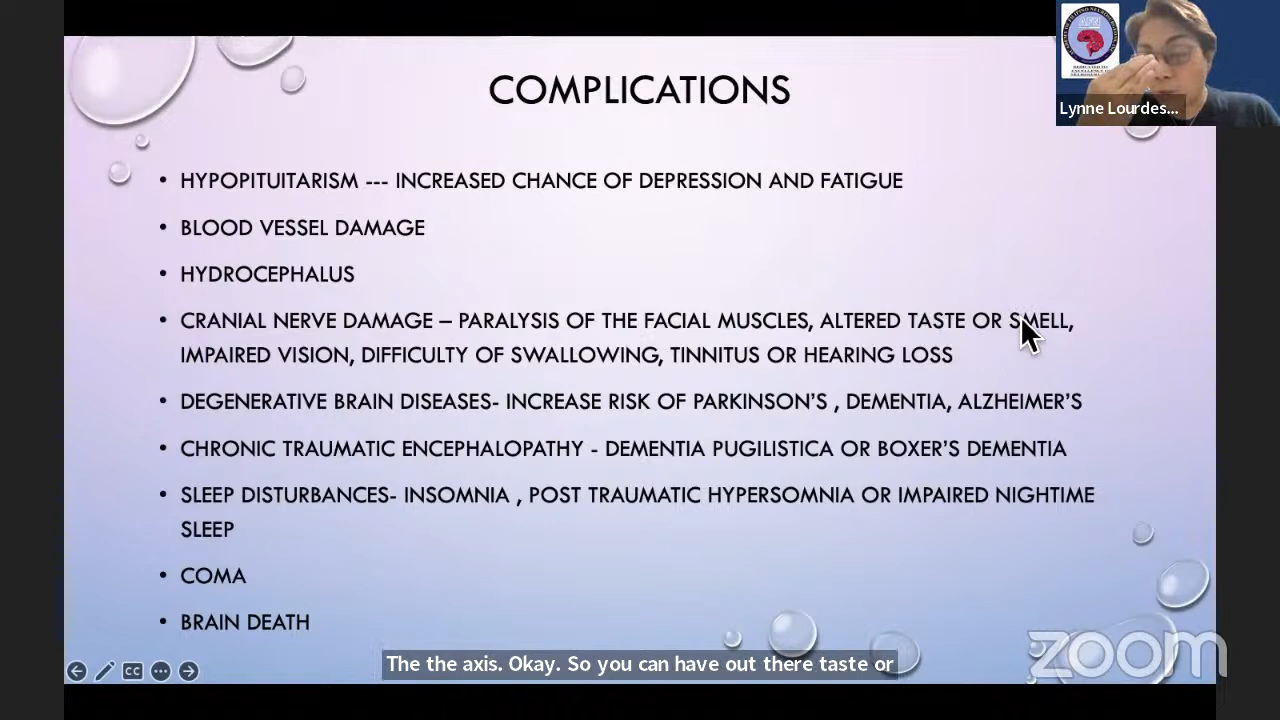 COMPLICATIONS
• HYPOPITUITARISM --- INCREASED CHANCE OF DEPRESSION AND FATIGUE
• BLOOD VESSEL DAMAGE
• HYDROCEPHALUS
• CRANIAL NERVE DAMAGE – PARALYSIS OF THE FACIAL MUSCLES, ALTERED TASTE OR SMELL,
IMPAIRED VISION, DIFFICULTY OF SWALLOWING, TINNITUS OR HEARING LOSS
• DEGENERATIVE BRAIN DISEASES- INCREASE RISK OF PARKINSON'S , DEMENTIA, ALZHEIMER'S
• CHRONIC TRAUMATIC ENCEPHALOPATHY - DEMENTIA PUGILISTICA OR BOXER'S DEMENTIA
• SLEEP DISTURBANCES- INSOMNIA , POST TRAUMATIC HYPERSOMNIA OR IMPAIRED NIGHTIME
SLEEP
• COMA
• BRAIN DEATH
Lynne Lourdes...
CC
The the axis. Okay. So you can have out there taste or
zoom